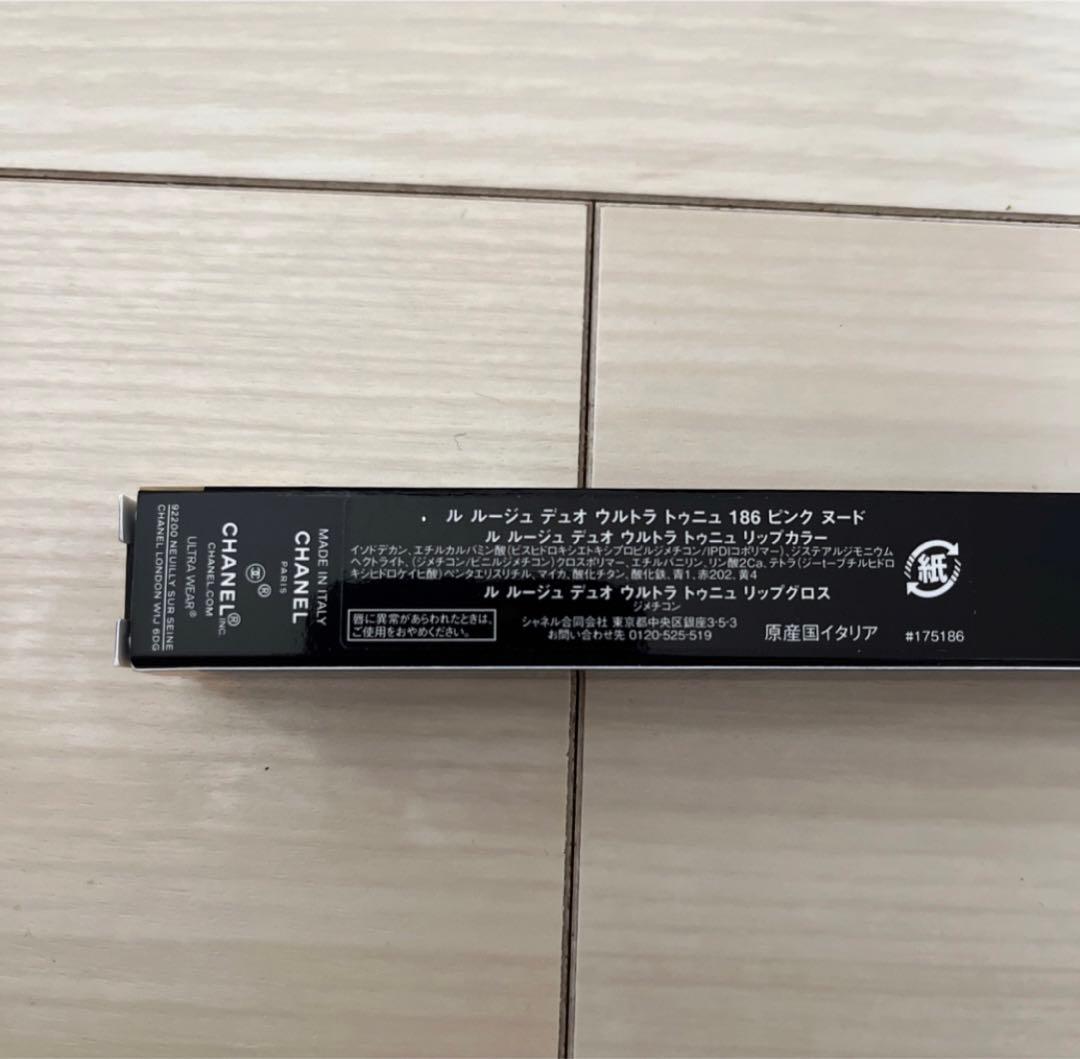 . ル ルージュ デュオ ウルトラ トゥニュ 186 ピンク ヌード
ル ルージュ デュオ ウルトラ トゥニュ リップカラー
イソドデカン、エチルカルバミン酸(ビスヒドロキシエトキシプロピルジメチコン/IPDI)コポリマー)、ジステアルジモニウム
ヘクトライト、(ジメチコン/ビニルジメチコン)クロスポリマー、エチルバニリン、リン酸2Ca、テトラ(ジ-t-ブチルヒドロ
キシヒドロケイヒ酸)ペンタエリスリチル、マイカ、酸化チタン、酸化鉄、青1、赤202、黄4
ル ルージュ デュオ ウルトラ トゥニュ リップグロス
ジメチコン
唇に異常があらわれたときは、
ご使用をおやめください。
シャネル合同会社 東京都中央区銀座3-5-3
お問い合わせ先 0120-525-519
原産国イタリア
#175186
紙
MADE IN ITALY
CHANEL
PARIS
®
CHANEL® INC.
CHANEL.COM
ULTRA WEAR®
92200 NEUILLY SUR SEINE
CHANEL LONDON W1J 6DG